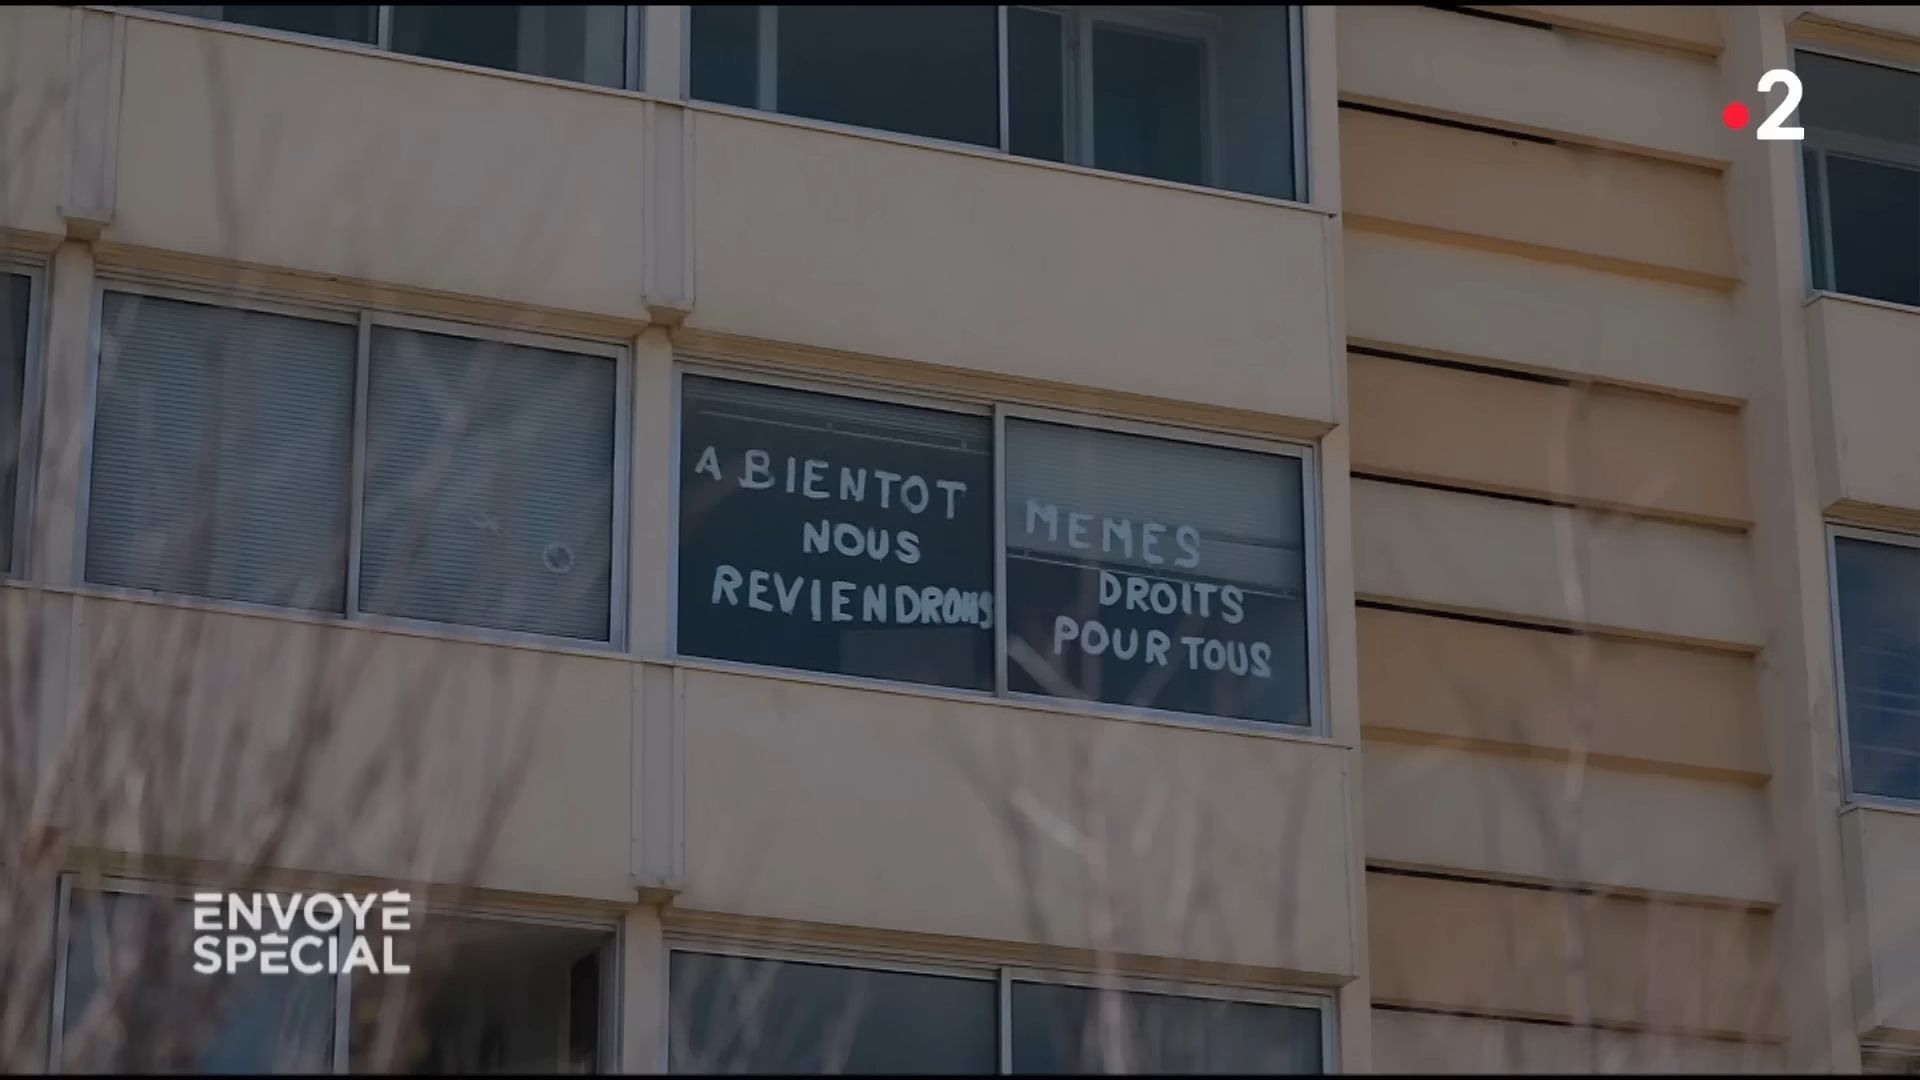 2
A BIENTOT
NOUS
REVIENDRONS
MEMES
DROITS
POUR TOUS
ENVOYÉ
SPÉCIAL